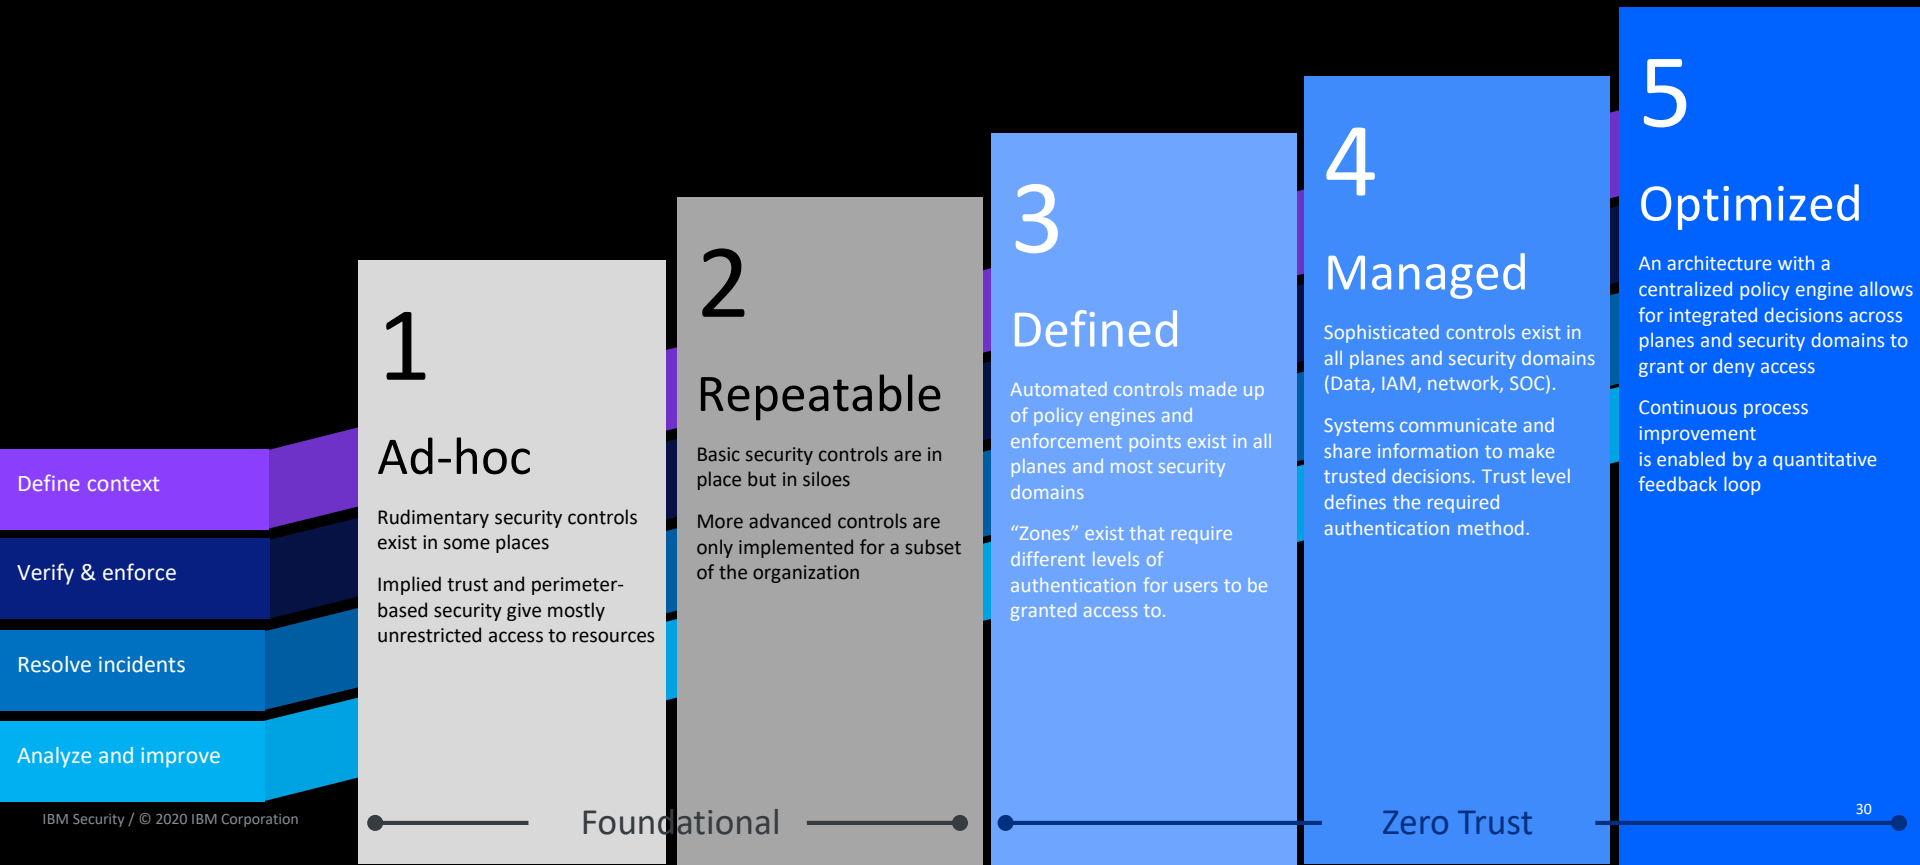 Define context
Verify & enforce
Resolve incidents
Analyze and improve
1
Ad-hoc
Rudimentary security controls
exist in some places
Implied trust and perimeter-
based security give mostly
unrestricted access to resources
2
Repeatable
Basic security controls are in
place but in siloes
More advanced controls are
only implemented for a subset
of the organization
3
Defined
Automated controls made up
of policy engines and
enforcement points exist in all
planes and most security
domains
“Zones” exist that require
different levels of
authentication for users to be
granted access to.
4
Managed
Sophisticated controls exist in
all planes and security domains
(Data, IAM, network, SOC).
Systems communicate and
share information to make
trusted decisions. Trust level
defines the required
authentication method.
5
Optimized
An architecture with a
centralized policy engine allows
for integrated decisions across
planes and security domains to
grant or deny access
Continuous process
improvement
is enabled by a quantitative
feedback loop
Foundational
Zero Trust
IBM Security / © 2020 IBM Corporation
30